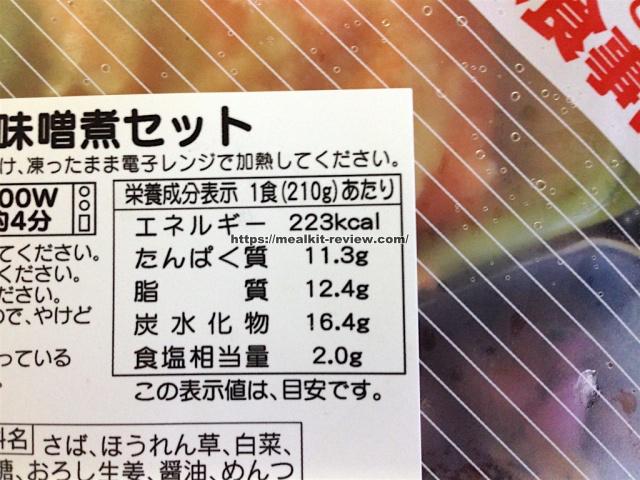 食事
味噌煮セット
け、凍ったまま電子レンジで加熱してください。
00W
約4分
栄養成分表示 1食(210g)あたり
エネルギー 223kcal
https://mealkit-review.com/
たんぱく質 11.3g
脂質 12.4g
炭水化物 16.4g
食塩相当量 2.0g
この表示値は、目安です。
てください。
ください。
ださい。
ので、やけど
っている
料名 さば、ほうれん草、白菜、
糖、おろし生姜、醤油、めんつ